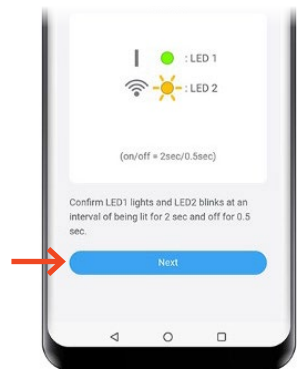 : LED 1
: LED 2
(on/off = 2sec/0.5sec)
Confirm LED1 lights and LED2 blinks at an
interval of being lit for 2 sec and off for 0.5
sec.
Next